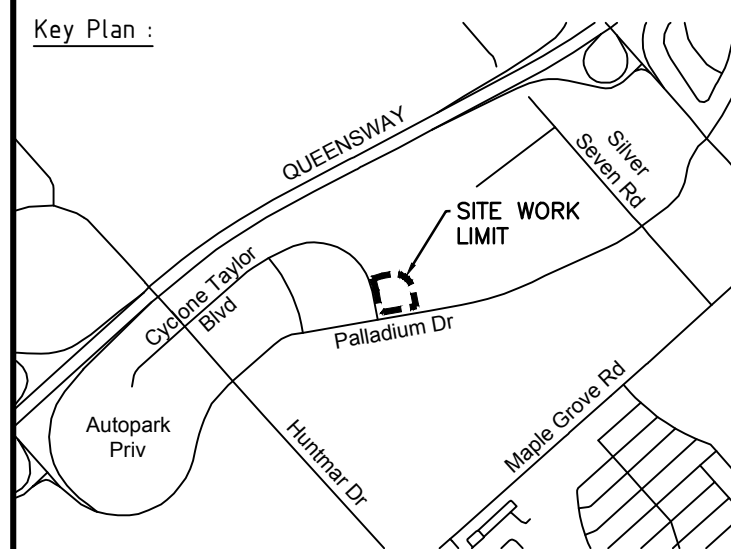 Key Plan :
QUEENSWAY
Silver
Seven Rd
SITE WORK
LIMIT
Cyclone Taylor
Blvd
Palladium Dr
Maple Grove Rd
Autopark
Priv
Huntmar Dr